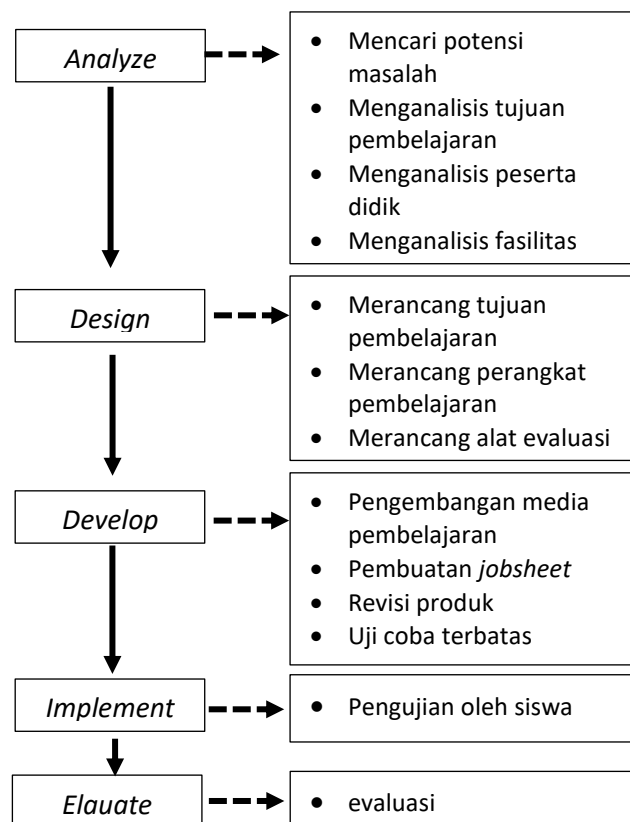 Analyze
• Mencari potensi
masalah
• Menganalisis tujuan
pembelajaran
• Menganalisis peserta
didik
• Menganalisis fasilitas
Design
• Merancang tujuan
pembelajaran
• Merancang perangkat
pembelajaran
• Merancang alat evaluasi
Develop
• Pengembangan media
pembelajaran
• Pembuatan jobsheet
• Revisi produk
• Uji coba terbatas
Implement
• Pengujian oleh siswa
Elauate
• evaluasi